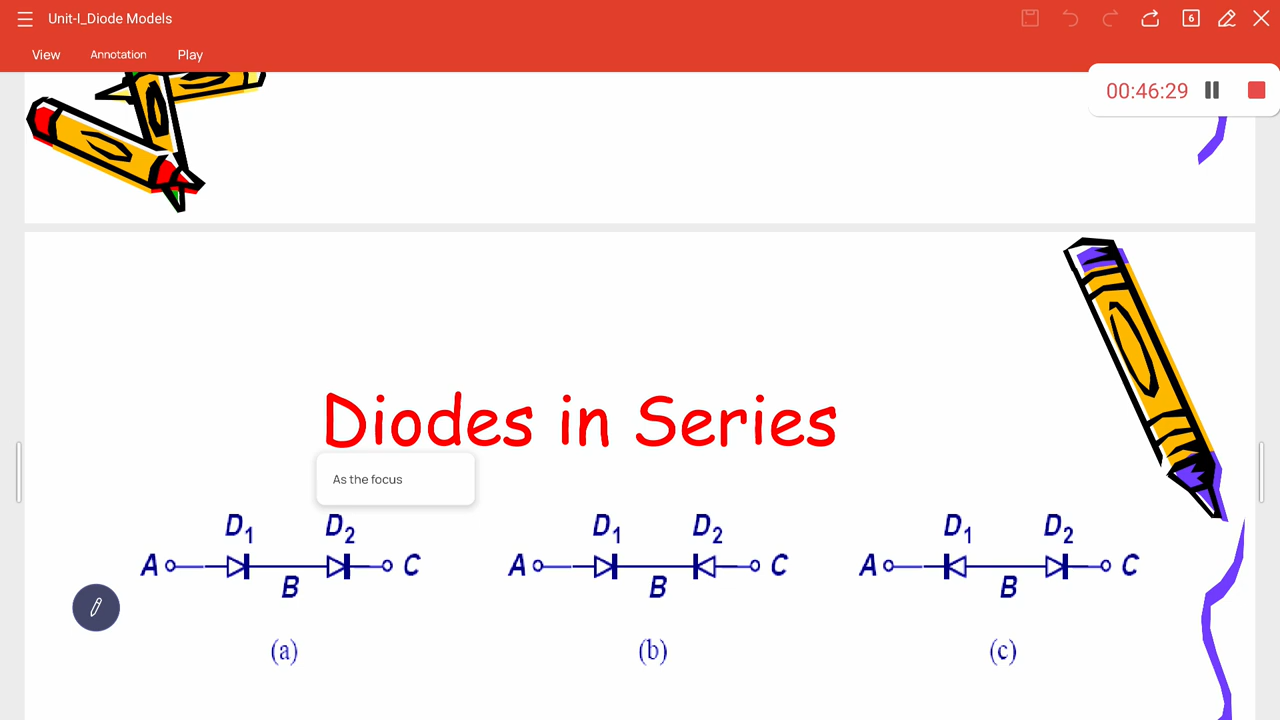 Unit-I_Diode Models
6
View Annotation Play
00:46:29
Diodes in Series
As the focus
D1 D2 D1 D2 D1 D2
A C A C A C
B B B
(a) (b) (c)